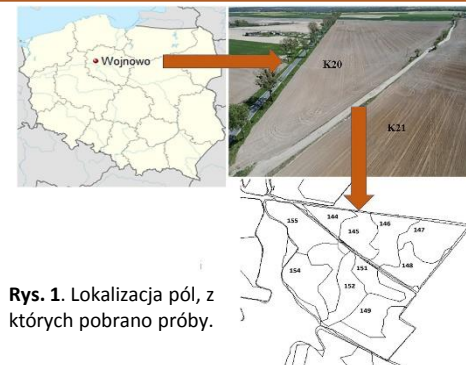 Wojnowo
K20
K21
155
144
146
147
145
154
151
148
152
149
Rys. 1. Lokalizacja pól, z
których pobrano próby.